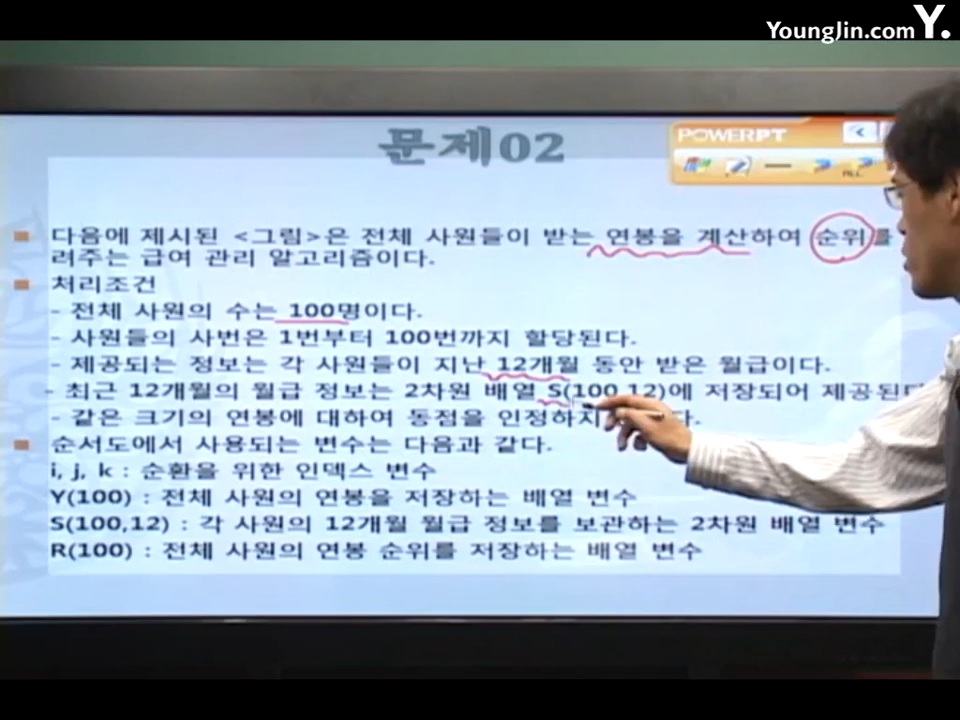 YoungJin.com Y.
문제02
POWERPT
다음에 제시된 <그림>은 전체 사원들이 받는 연봉을 계산하여 순위를
려주는 급여 관리 알고리즘이다.
처리조건
- 전체 사원의 수는 100명이다.
- 사원들의 사번은 1번부터 100번까지 할당된다.
- 제공되는 정보는 각 사원들이 지난 12개월 동안 받은 월급이다.
- 최근 12개월의 월급 정보는 2차원 배열 S(100,12)에 저장되어 제공된다
- 같은 크기의 연봉에 대하여 동점을 인정하지
순서도에서 사용되는 변수는 다음과 같다.
i, j, k : 순환을 위한 인덱스 변수
Y(100) : 전체 사원의 연봉을 저장하는 배열 변수
S(100,12) : 각 사원의 12개월 월급 정보를 보관하는 2차원 배열 변수
R(100) : 전체 사원의 연봉 순위를 저장하는 배열 변수